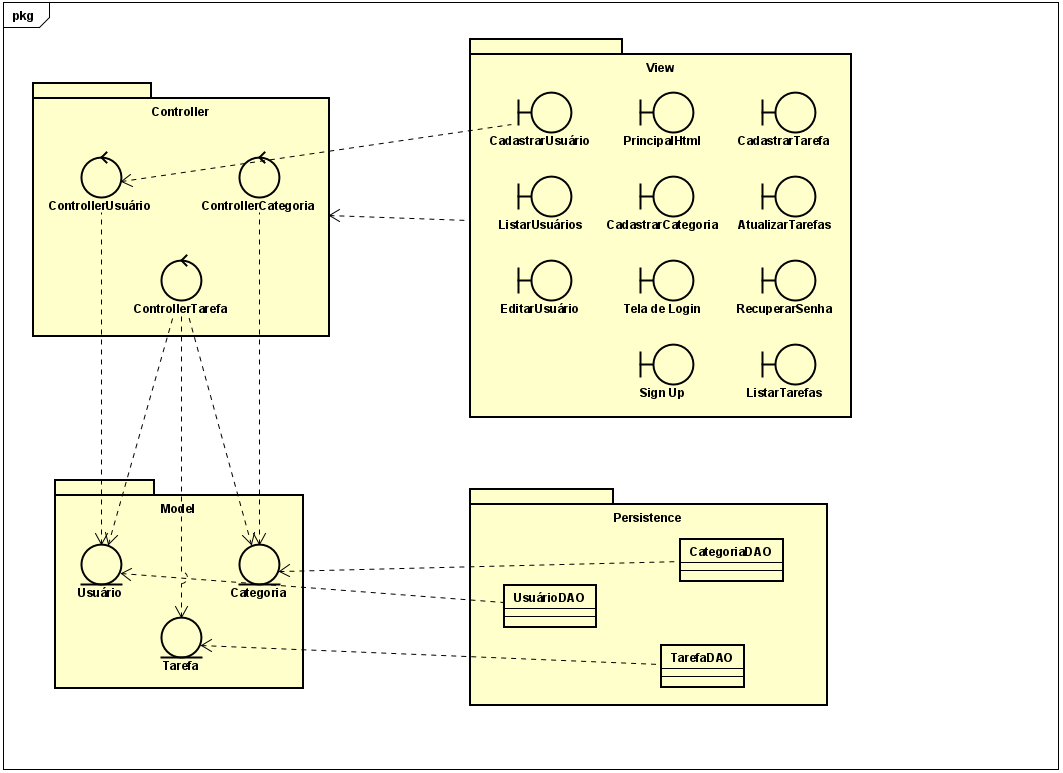 pkg
Controller
ControllerUsuário
ControllerCategoria
ControllerTarefa
View
CadastrarUsuário
PrincipalHtml
CadastrarTarefa
ListarUsuários
CadastrarCategoria
AtualizarTarefas
EditarUsuário
Tela de Login
RecuperarSenha
Sign Up
ListarTarefas
Model
Usuário
Categoria
Tarefa
Persistence
CategoriaDAO
UsuárioDAO
TarefaDAO